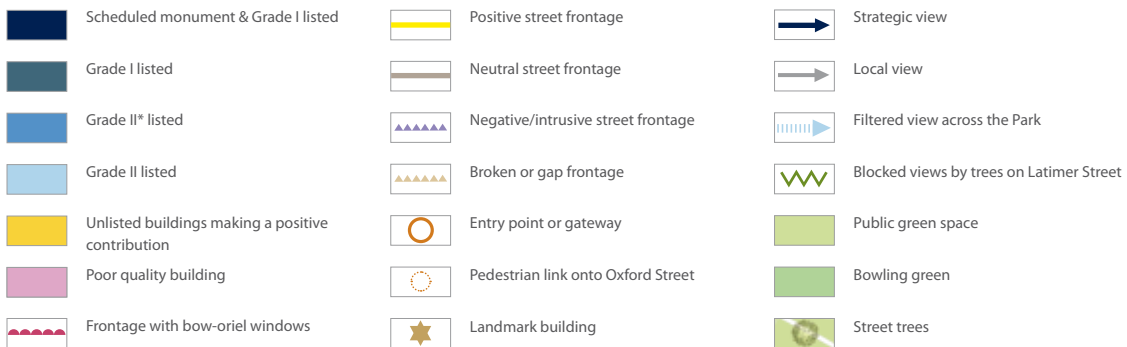 Scheduled monument & Grade I listed
Grade I listed
Grade II* listed
Grade II listed
Unlisted buildings making a positive
contribution
Poor quality building
Frontage with bow-oriel windows
Positive street frontage
Neutral street frontage
Negative/intrusive street frontage
Broken or gap frontage
Entry point or gateway
Pedestrian link onto Oxford Street
Landmark building
Strategic view
Local view
Filtered view across the Park
Blocked views by trees on Latimer Street
Public green space
Bowling green
Street trees